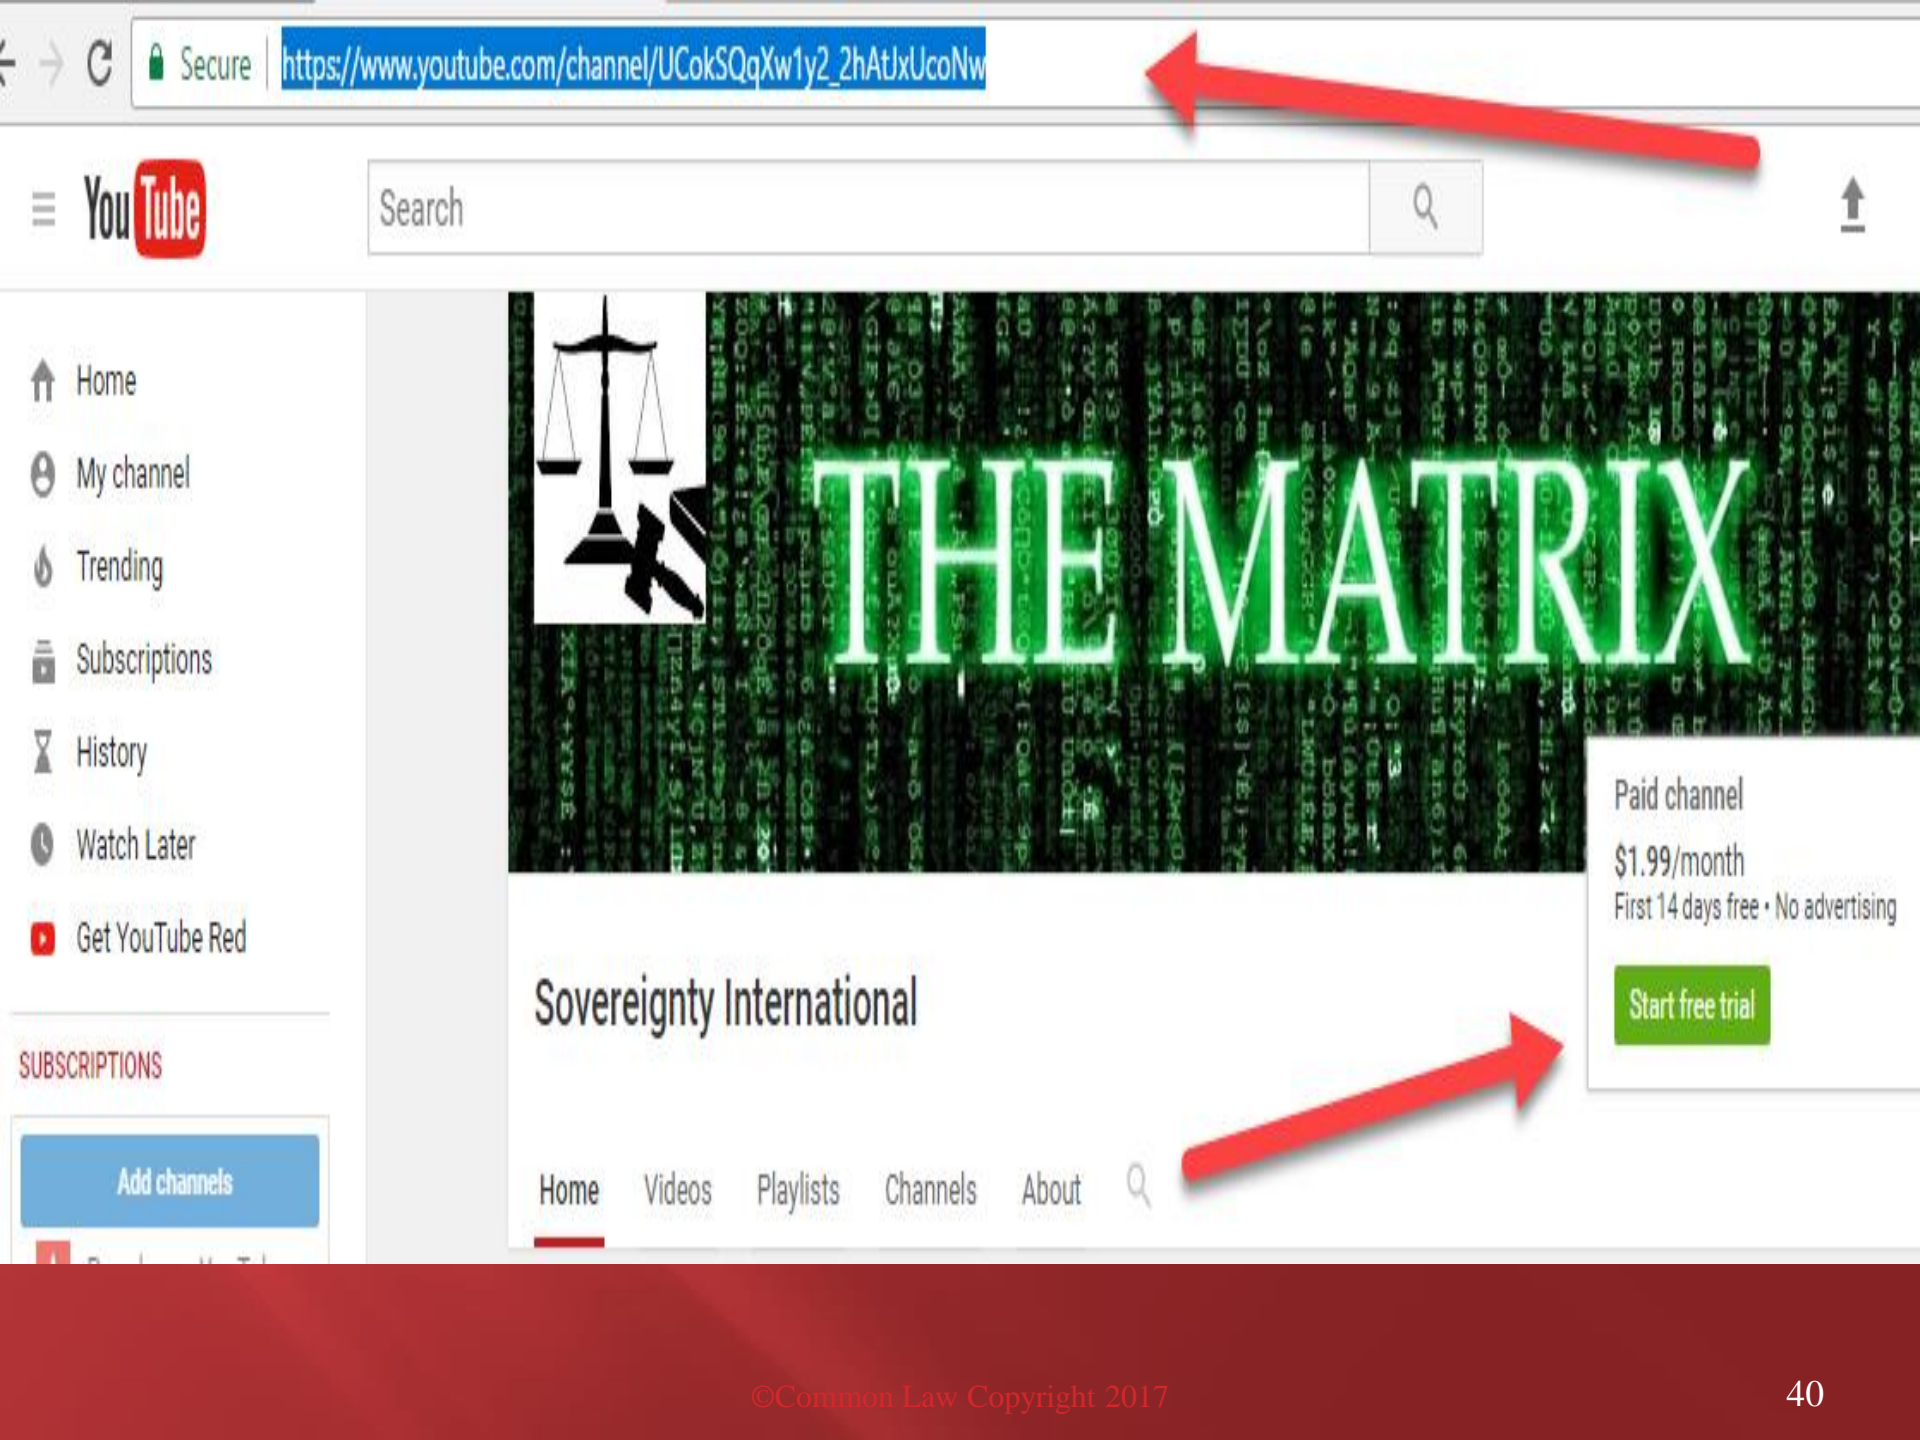 Secure https://www.youtube.com/channel/UCokSQqXw1y2_2hAtJxUcoNw
YouTube
Search
Home
My channel
Trending
Subscriptions
History
Watch Later
Get YouTube Red
SUBSCRIPTIONS
Add channels
THE MATRIX
Paid channel
$1.99/month
First 14 days free • No advertising
Start free trial
Sovereignty International
Home Videos Playlists Channels About
©Common Law Copyright 2017
40